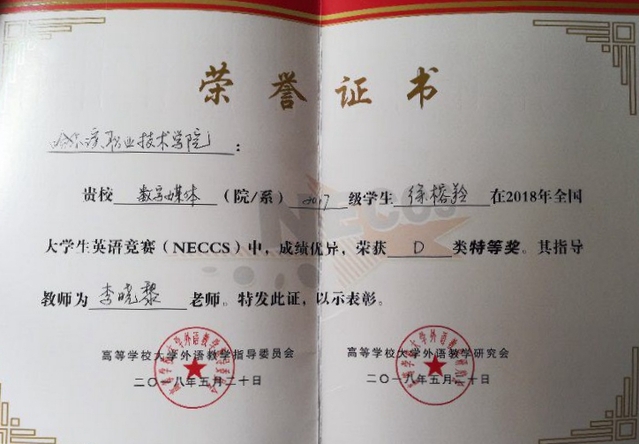 荣誉证书
哈尔滨职业技术学院：
贵校 数字媒体 （院/系） 2017 级学生 徐榕羚 在2018年全国
大学生英语竞赛（NECCS）中，成绩优异，荣获 D 类特等奖。其指导
教师为 李晓黎 老师。特发此证，以示表彰。
高等学校大学外语教学指导委员会
二〇一八年五月二十日
高等学校大学外语教学研究会
二〇一八年五月二十日
NECCS